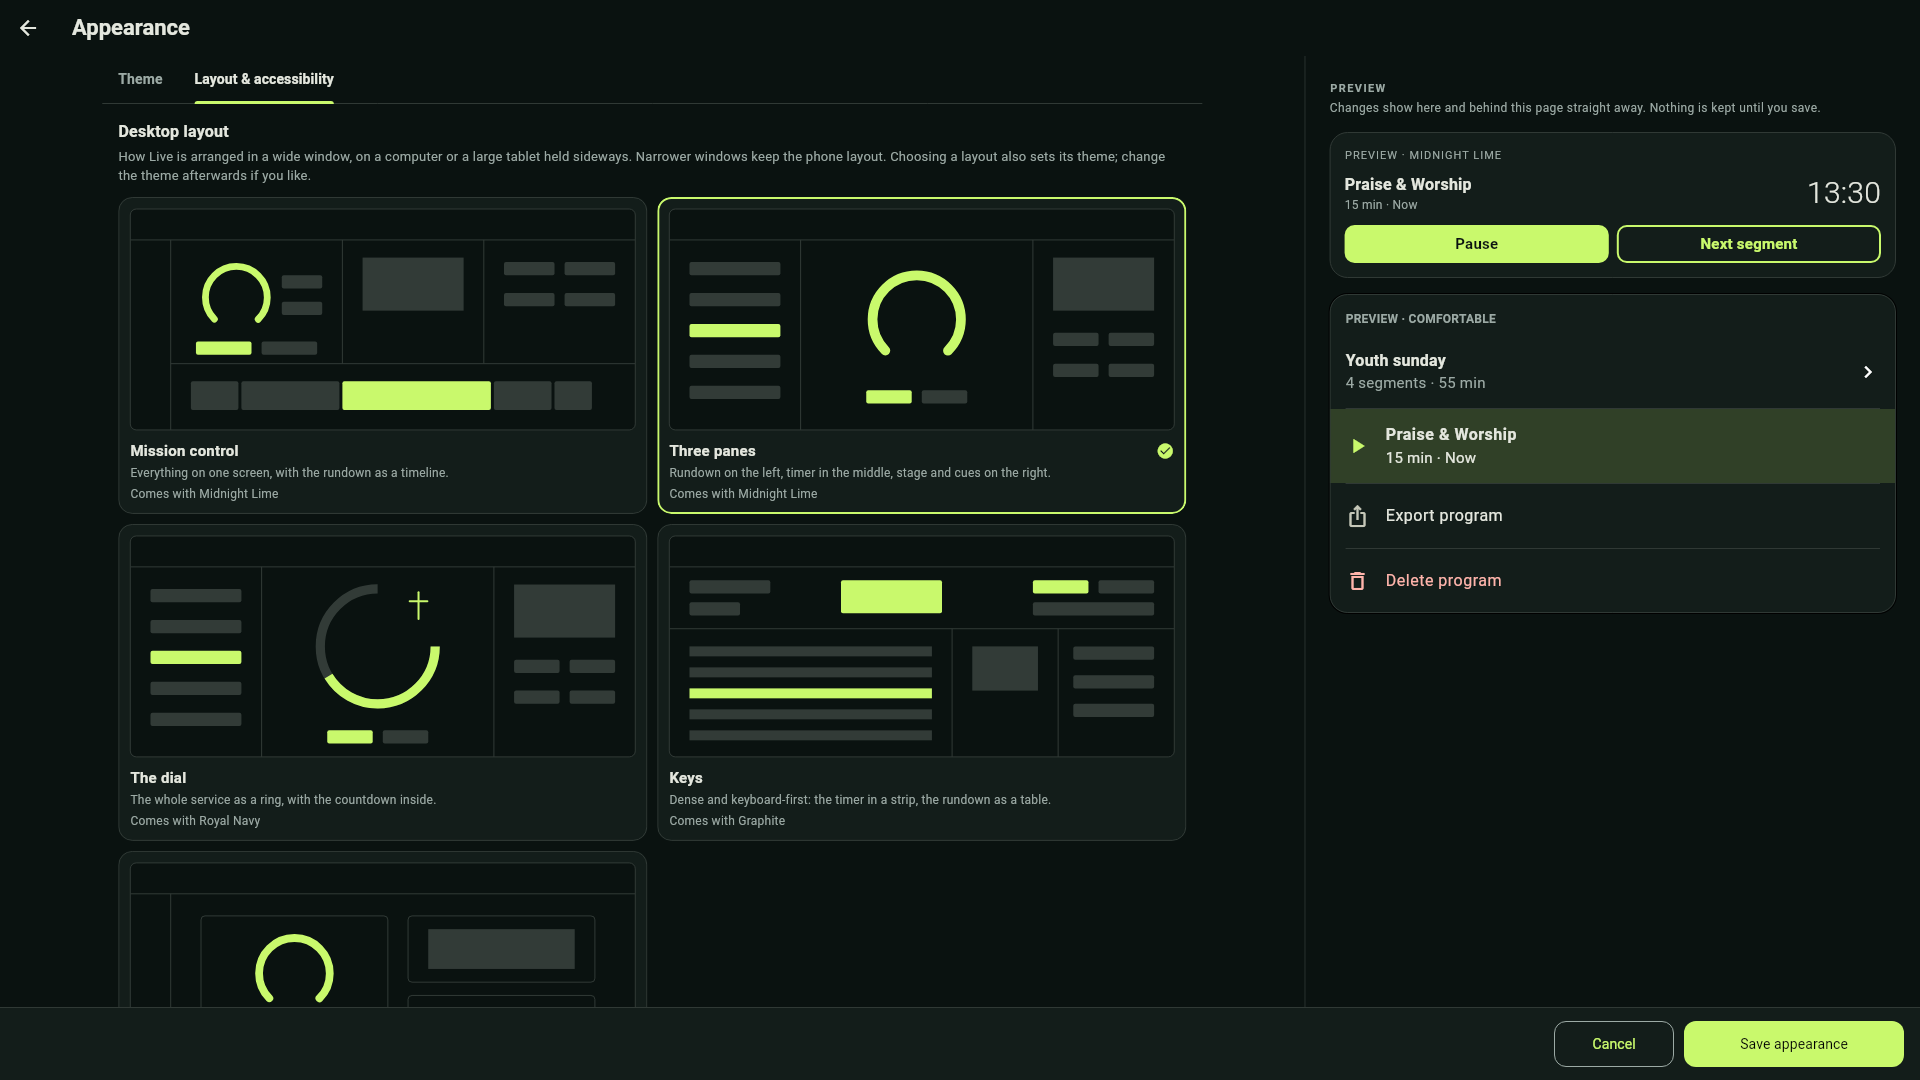 Appearance
Theme
Layout & accessibility
Desktop layout
How Live is arranged in a wide window, on a computer or a large tablet held sideways. Narrower windows keep the phone layout. Choosing a layout also sets its theme; change
the theme afterwards if you like.
Mission control
Everything on one screen, with the rundown as a timeline.
Comes with Midnight Lime
Three panes
Rundown on the left, timer in the middle, stage and cues on the right.
Comes with Midnight Lime
The dial
The whole service as a ring, with the countdown inside.
Comes with Royal Navy
Keys
Dense and keyboard-first: the timer in a strip, the rundown as a table.
Comes with Graphite
PREVIEW
Changes show here and behind this page straight away. Nothing is kept until you save.
PREVIEW · MIDNIGHT LIME
Praise & Worship
15 min · Now
13:30
Pause
Next segment
PREVIEW · COMFORTABLE
Youth sunday
4 segments · 55 min
Praise & Worship
15 min · Now
Export program
Delete program
Cancel
Save appearance